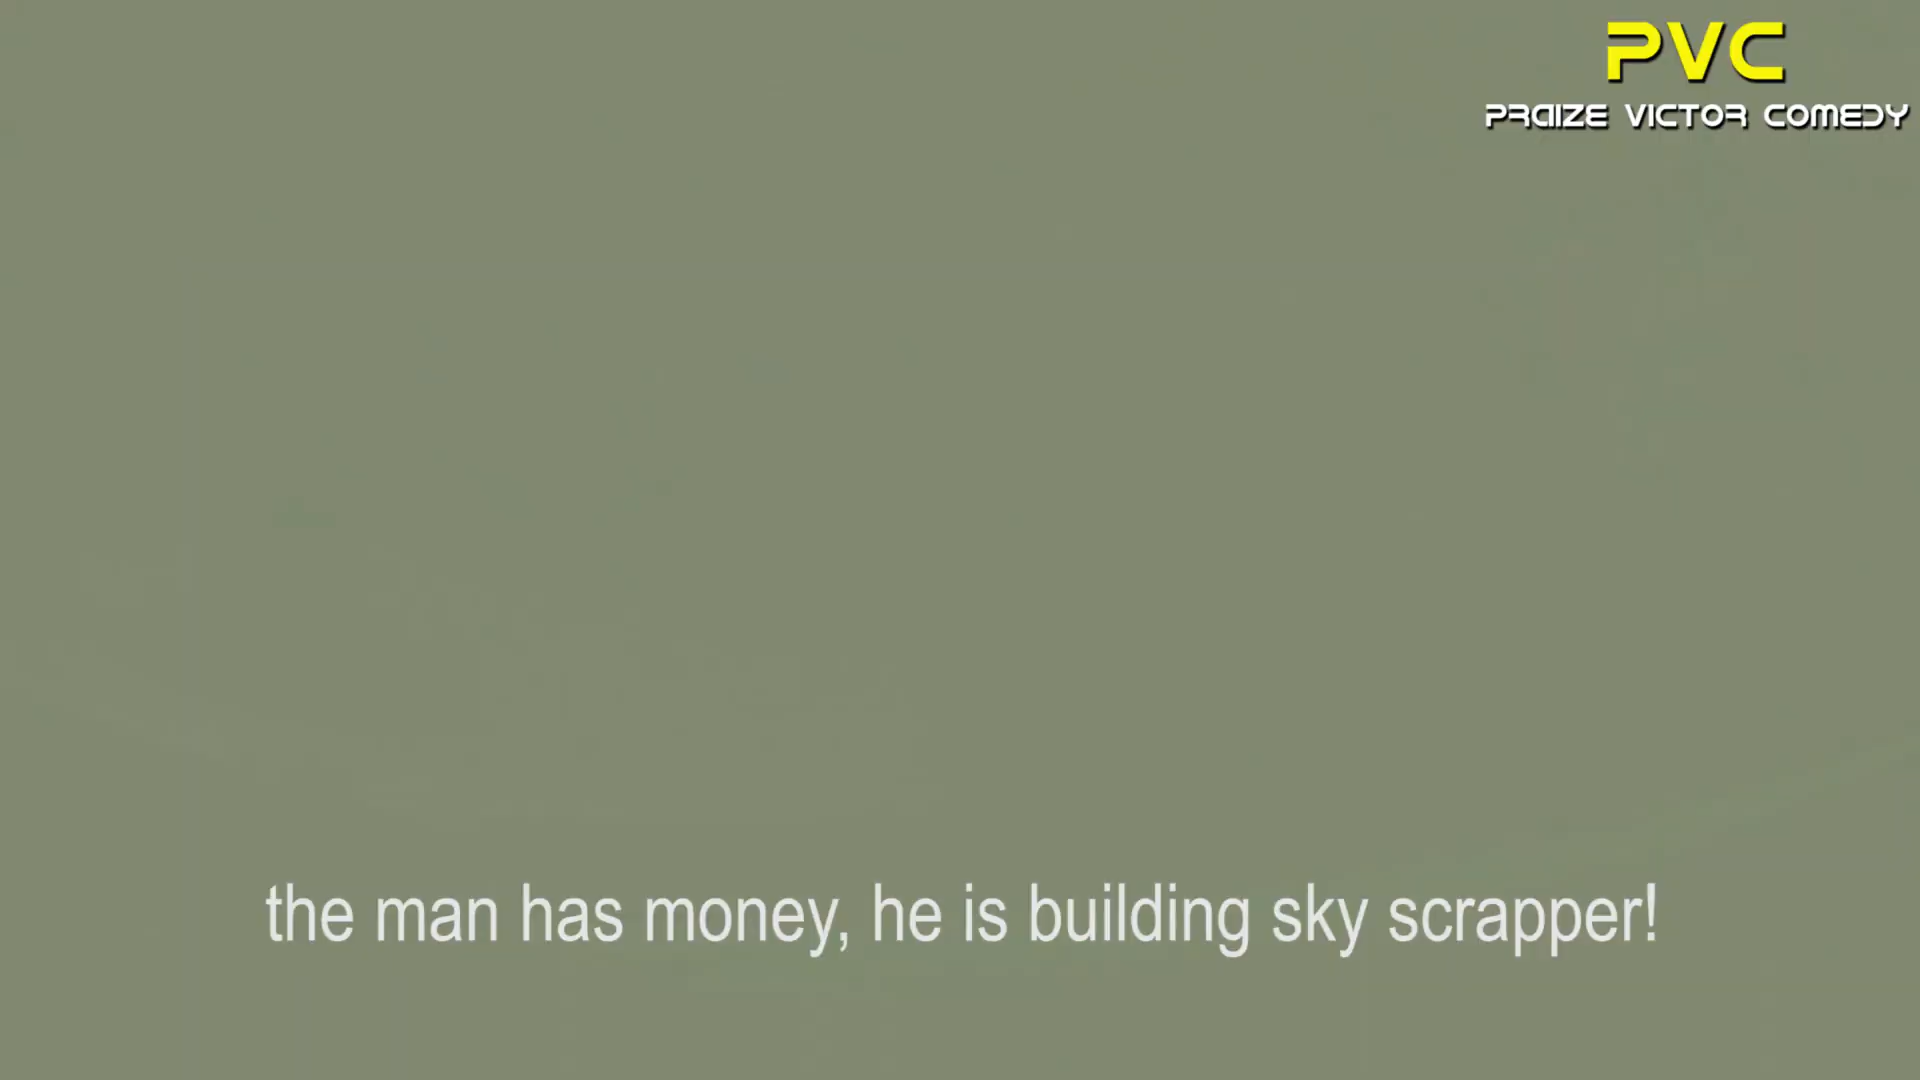 PVC
PRAIZE VICTOR COMEDY
the man has money, he is building sky scrapper!